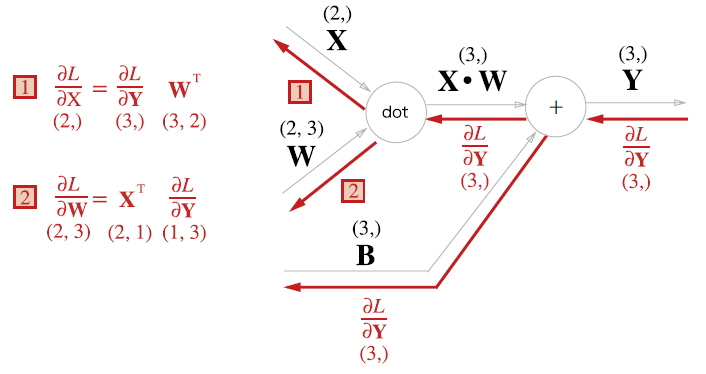 1 ∂L/∂X = ∂L/∂Y W^T
(2,) (3,) (3, 2)
2 ∂L/∂W = X^T ∂L/∂Y
(2, 3) (2, 1) (1, 3)
(2,)
X
1
(2, 3)
W
2
dot
(3,)
X • W
∂L/∂Y
(3,)
+
(3,)
Y
∂L/∂Y
(3,)
(3,)
B
∂L/∂Y
(3,)